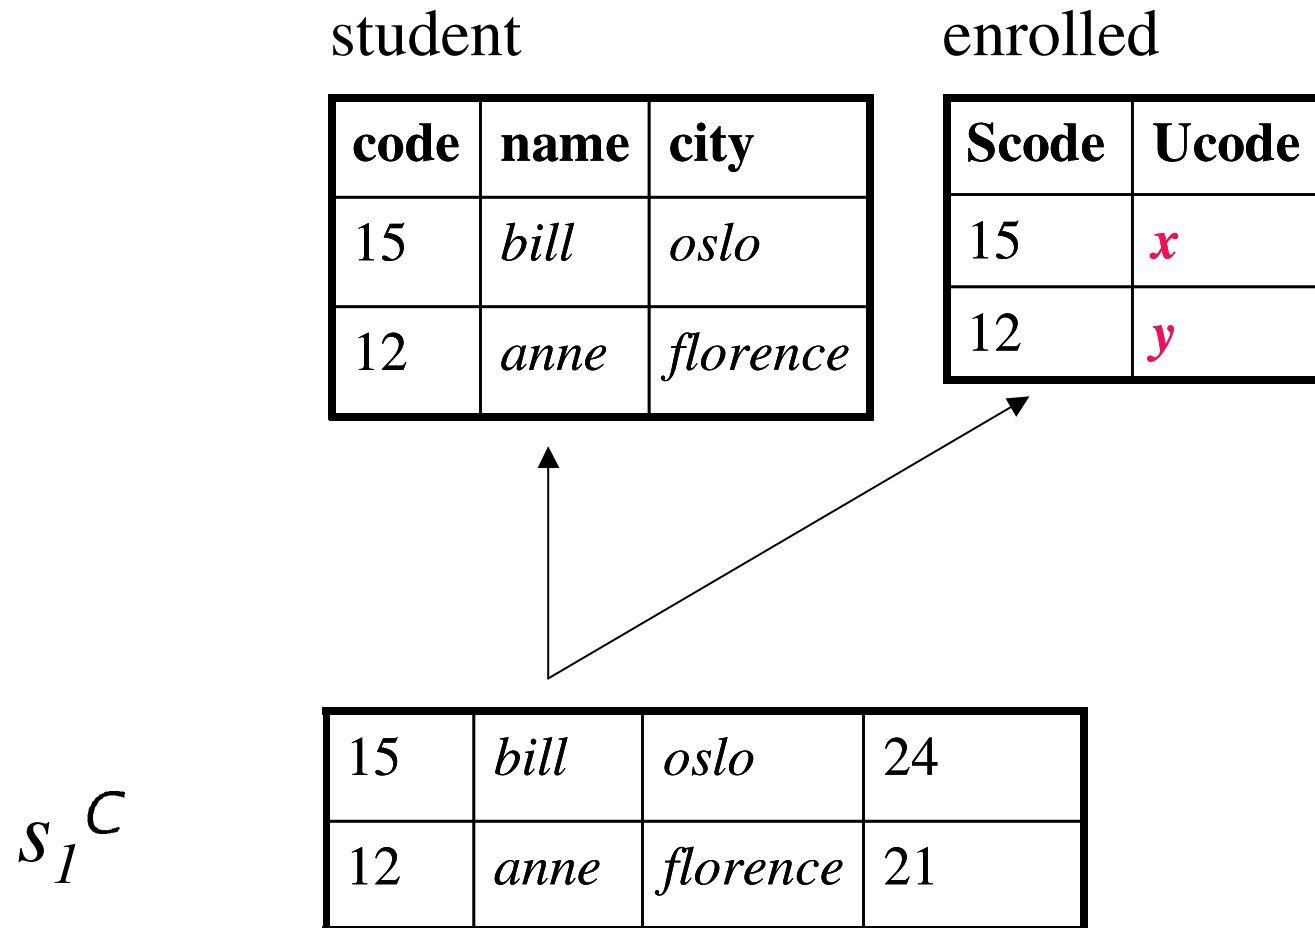 student enrolled
code name city Scode Ucode
15 bill oslo 15 x
12 anne florence 12 y
15 bill oslo 24
s₁ᶜ 12 anne florence 21